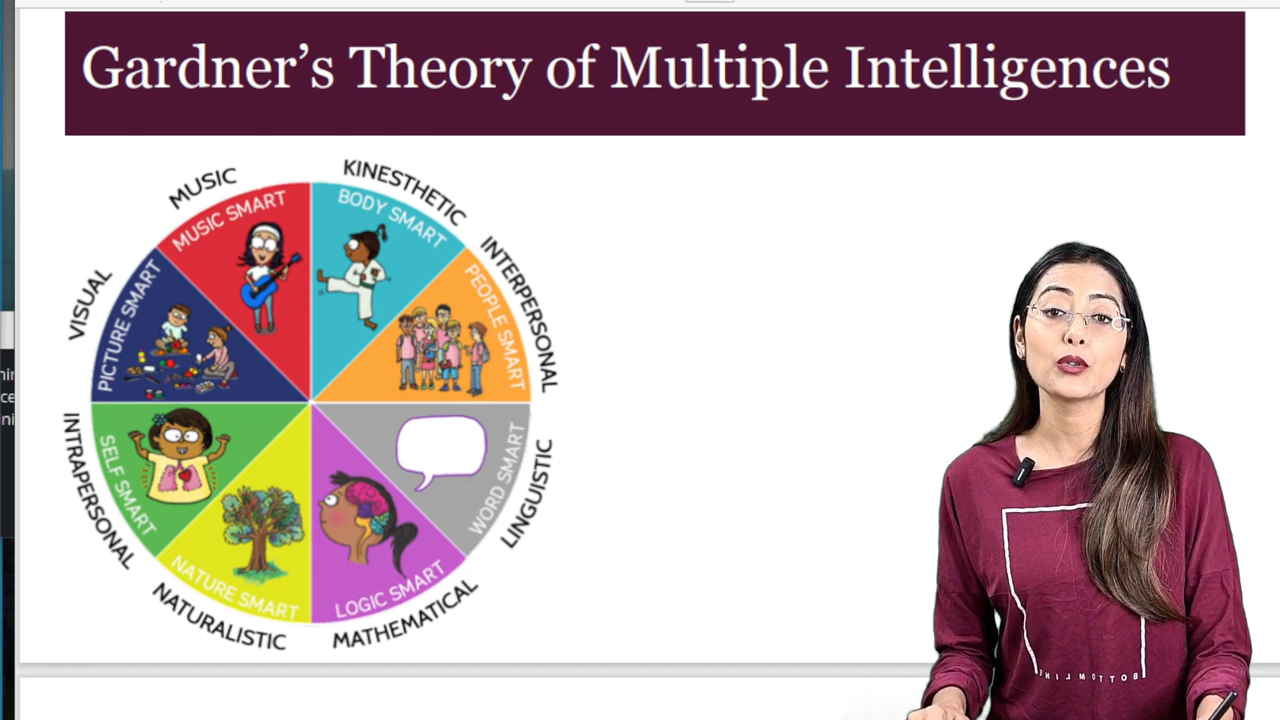 Gardner's Theory of Multiple Intelligences
MUSIC
MUSIC SMART
KINESTHETIC
BODY SMART
INTERPERSONAL
PEOPLE SMART
VISUAL
PICTURE SMART
INTRAPERSONAL
SELF SMART
NATURE SMART
NATURALISTIC
LOGIC SMART
MATHEMATICAL
WORD SMART
LINGUISTIC
BOTTOMLINE